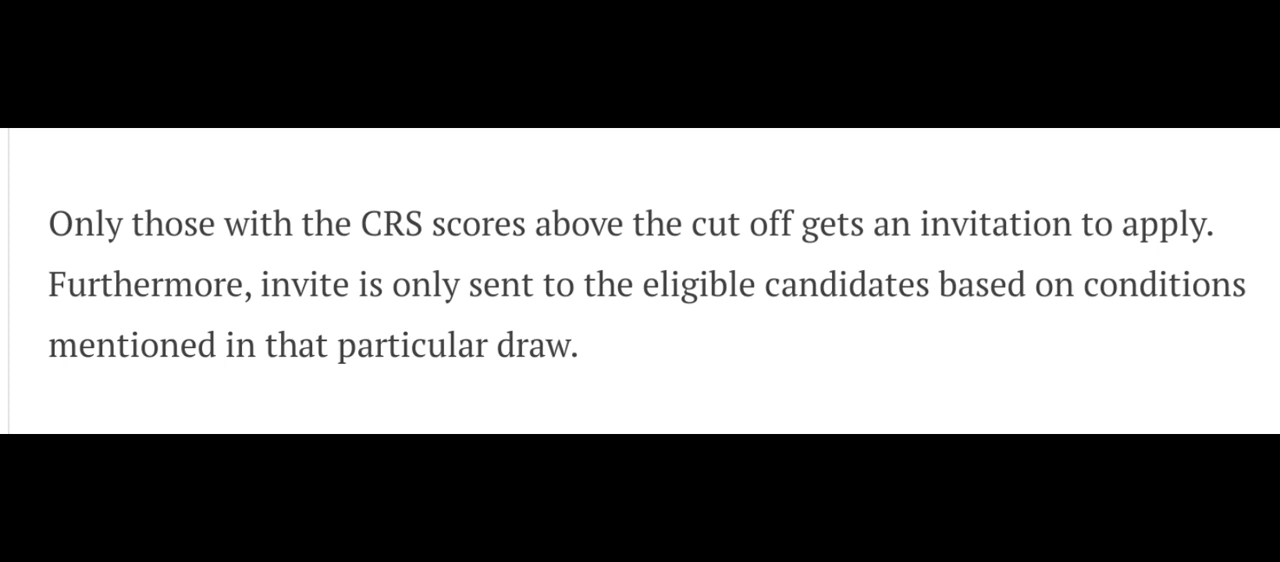 Only those with the CRS scores above the cut off gets an invitation to apply.
Furthermore, invite is only sent to the eligible candidates based on conditions
mentioned in that particular draw.